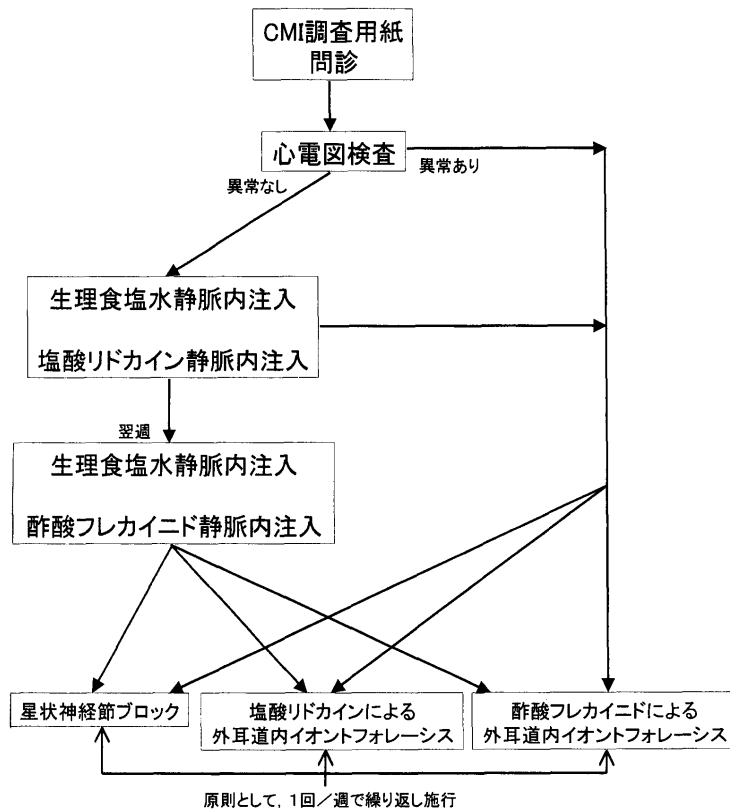 CMI調査用紙
問診
心電図検査
異常なし
異常あり
生理食塩水静脈内注入
塩酸リドカイン静脈内注入
翌週
生理食塩水静脈内注入
酢酸フレカイニド静脈内注入
星状神経節ブロック
塩酸リドカインによる
外耳道内イオントフォレーシス
酢酸フレカイニドによる
外耳道内イオントフォレーシス
原則として，1回／週で繰り返し施行